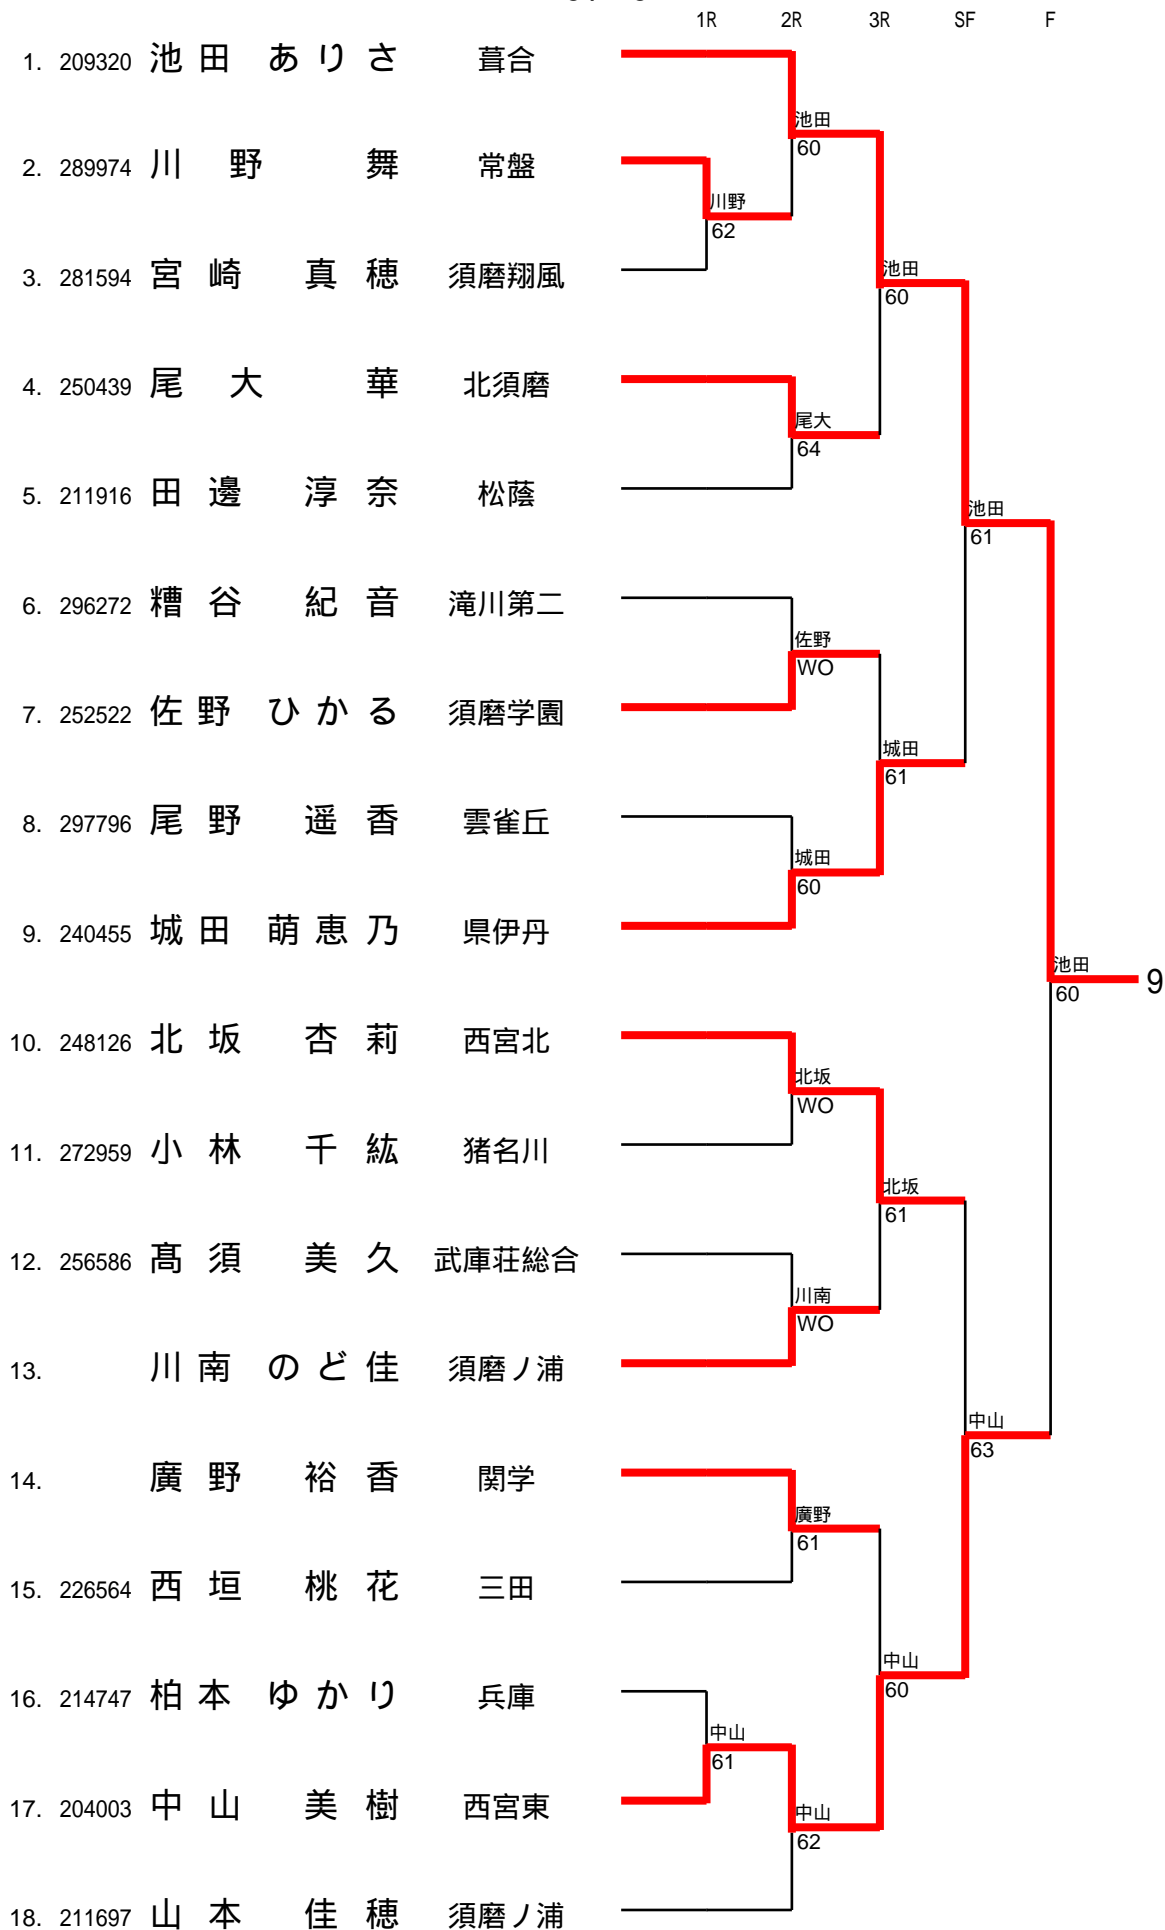 1R 2R 3R SF F
1. 209320 池田 ありさ 葺合
池田
60
2. 289974 川野 舞 常盤
川野
62
3. 281594 宮崎 真穂 須磨翔風
池田
60
4. 250439 尾大 華 北須磨
尾大
64
5. 211916 田邊 淳奈 松蔭
池田
61
6. 296272 糟谷 紀音 滝川第二
佐野
WO
7. 252522 佐野 ひかる 須磨学園
城田
61
8. 297796 尾野 遥香 雲雀丘
城田
60
9. 240455 城田 萌恵乃 県伊丹
池田
60
9
10. 248126 北坂 杏莉 西宮北
北坂
WO
11. 272959 小林 千紘 猪名川
北坂
61
12. 256586 髙須 美久 武庫荘総合
川南
WO
13. 川南 のど佳 須磨ノ浦
中山
63
14. 廣野 裕香 関学
廣野
61
15. 226564 西垣 桃花 三田
中山
60
16. 214747 柏本 ゆかり 兵庫
中山
61
17. 204003 中山 美樹 西宮東
中山
62
18. 211697 山本 佳穂 須磨ノ浦